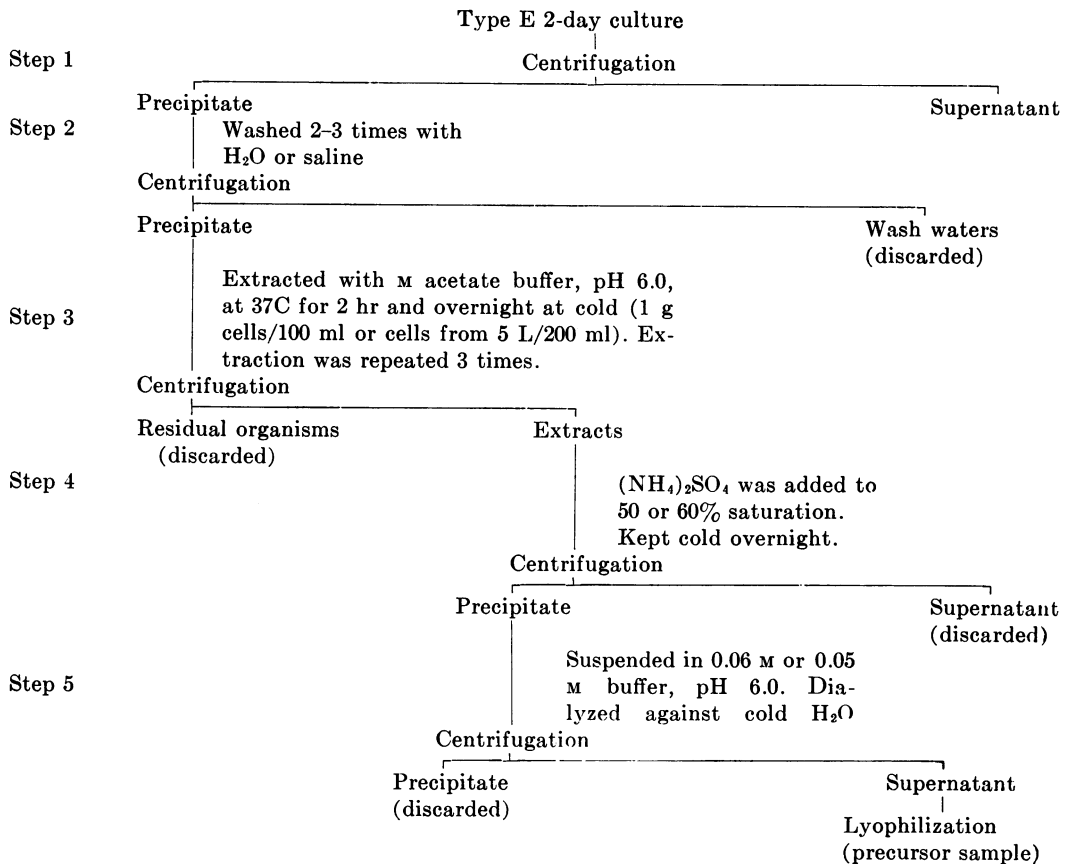 Type E 2-day culture
Step 1
Centrifugation
Precipitate
Supernatant
Step 2
Washed 2–3 times with
H₂O or saline
Centrifugation
Precipitate
Wash waters
(discarded)
Step 3
Extracted with ᴍ acetate buffer, pH 6.0,
at 37C for 2 hr and overnight at cold (1 g
cells/100 ml or cells from 5 L/200 ml). Ex-
traction was repeated 3 times.
Centrifugation
Residual organisms
(discarded)
Extracts
Step 4
(NH₄)₂SO₄ was added to
50 or 60% saturation.
Kept cold overnight.
Centrifugation
Precipitate
Supernatant
(discarded)
Step 5
Suspended in 0.06 ᴍ or 0.05
ᴍ buffer, pH 6.0. Dia-
lyzed against cold H₂O
Centrifugation
Precipitate
(discarded)
Supernatant
Lyophilization
(precursor sample)